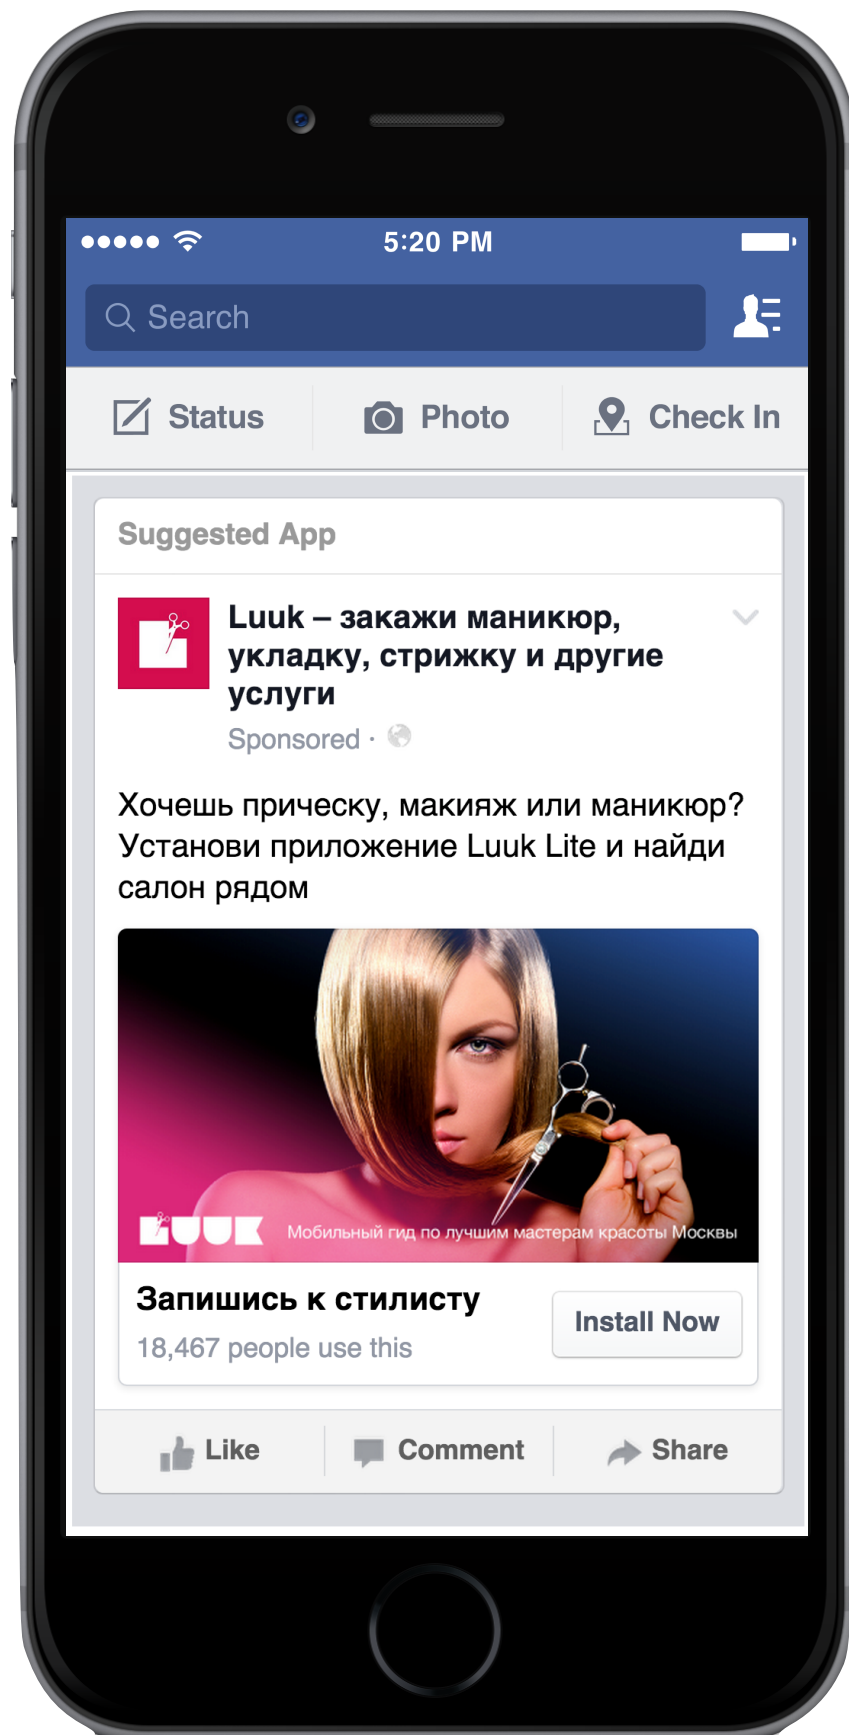 5:20 PM
Search
Status Photo Check In
Suggested App
Luuk – закажи маникюр,
укладку, стрижку и другие
услуги
Sponsored ·
Хочешь прическу, макияж или маникюр?
Установи приложение Luuk Lite и найди
салон рядом
LUUK Мобильный гид по лучшим мастерам красоты Москвы
Запишись к стилисту
Install Now
18,467 people use this
Like Comment Share